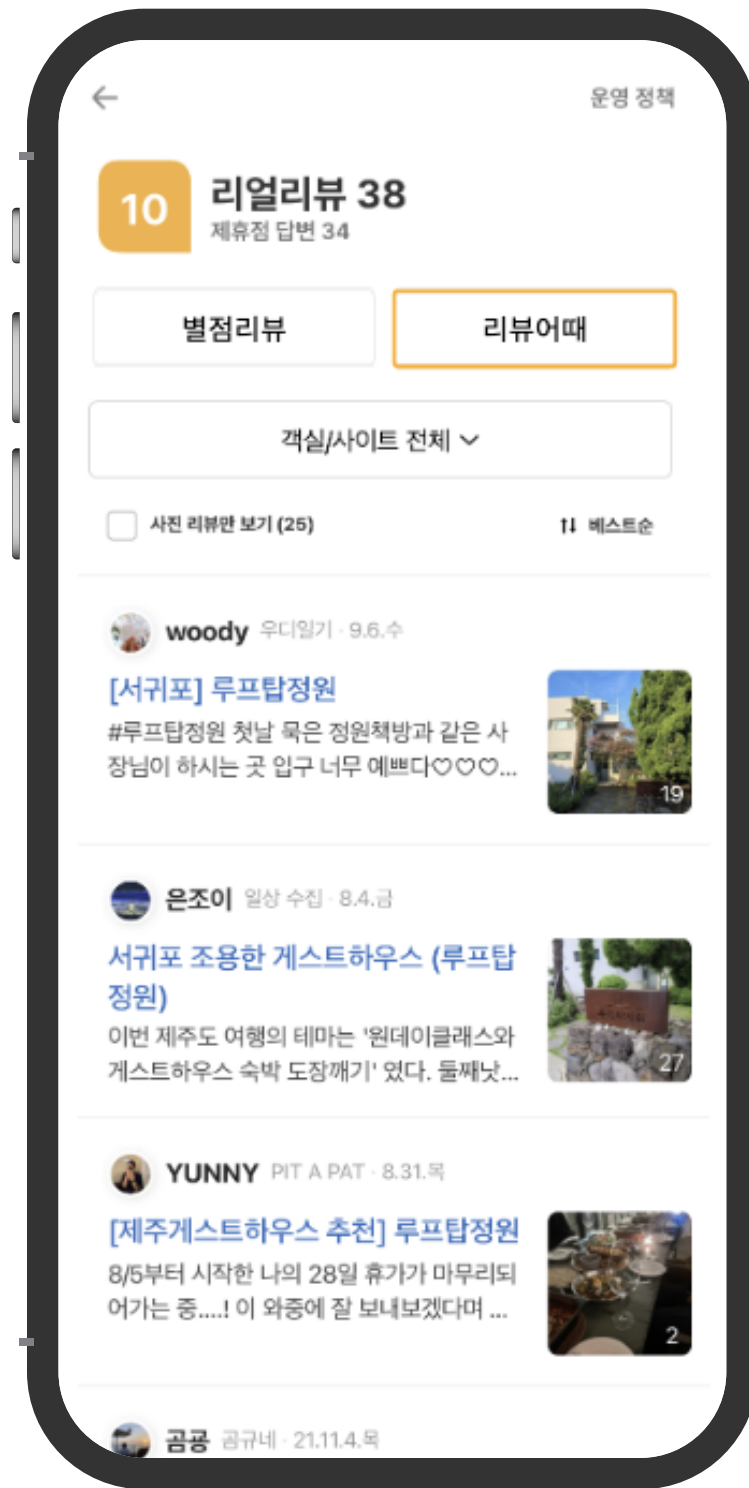 운영 정책
10
리얼리뷰 38
제휴점 답변 34
별점리뷰
리뷰어때
객실/사이트 전체
사진 리뷰만 보기 (25)
베스트순
woody 우디일기 · 9.6.수
[서귀포] 루프탑정원
#루프탑정원 첫날 묵은 정원책방과 같은 사
장님이 하시는 곳 입구 너무 예쁘다♡♡♡...
19
은조이 일상 수집 · 8.4.금
서귀포 조용한 게스트하우스 (루프탑
정원)
이번 제주도 여행의 테마는 '원데이클래스와
게스트하우스 숙박 도장깨기' 였다. 둘째낮...
27
YUNNY PIT A PAT · 8.31.목
[제주게스트하우스 추천] 루프탑정원
8/5부터 시작한 나의 28일 휴가가 마무리되
어가는 중....! 이 와중에 잘 보내보겠다며 ...
2
곰규네 · 21.11.4.목